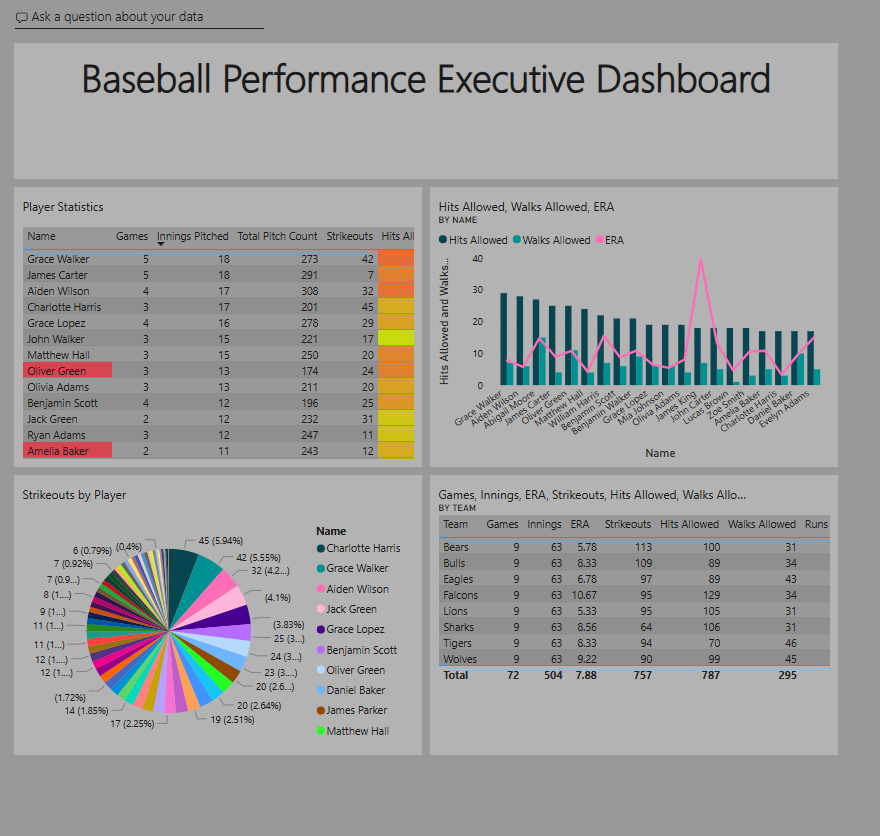 Ask a question about your data
Baseball Performance Executive Dashboard
Player Statistics
Name Games Innings Pitched Total Pitch Count Strikeouts Hits All
Grace Walker 5 18 273 42
James Carter 5 18 291 7
Aiden Wilson 4 17 308 32
Charlotte Harris 3 17 201 45
Grace Lopez 4 16 278 29
John Walker 3 15 221 17
Matthew Hall 3 15 250 20
Oliver Green 3 13 174 24
Olivia Adams 3 13 211 20
Benjamin Scott 4 12 196 25
Jack Green 2 12 232 31
Ryan Adams 3 12 247 11
Amelia Baker 2 11 243 12
Hits Allowed, Walks Allowed, ERA
BY NAME
Hits Allowed Walks Allowed ERA
Hits Allowed and Walks...
40
30
20
10
0
Grace Walker
Aiden Wilson
Abigail Moore
James Carter
Oliver Green
Matthew Hall
William Harris
Benjamin Scott
Benjamin Walker
Grace Lopez
Mia Johnson
Olivia Adams
James King
John Carter
Lucas Brown
Zoe Smith
Amelia Baker
Charlotte Harris
Daniel Baker
Evelyn Adams
Name
Strikeouts by Player
45 (5.94%)
42 (5.55%)
32 (4.2...)
(4.1%)
(3.83%)
25 (3...)
24 (3...)
23 (3....)
20 (2.6...)
20 (2.64%)
19 (2.51%)
17 (2.25%)
14 (1.85%)
(1.72%)
12 (1....)
12 (1...)
11 (1...)
11 (1...)
9 (1...)
8 (1...)
7 (0.9...)
7 (0.92%)
6 (0.79%)
(0.4%)
Name
Charlotte Harris
Grace Walker
Aiden Wilson
Jack Green
Grace Lopez
Benjamin Scott
Oliver Green
Daniel Baker
James Parker
Matthew Hall
Games, Innings, ERA, Strikeouts, Hits Allowed, Walks Allo...
BY TEAM
Team Games Innings ERA Strikeouts Hits Allowed Walks Allowed Runs
Bears 9 63 5.78 113 100 31
Bulls 9 63 8.33 109 89 34
Eagles 9 63 6.78 97 89 43
Falcons 9 63 10.67 95 129 34
Lions 9 63 5.33 95 105 31
Sharks 9 63 8.56 64 106 31
Tigers 9 63 8.33 94 70 46
Wolves 9 63 9.22 90 99 45
Total 72 504 7.88 757 787 295